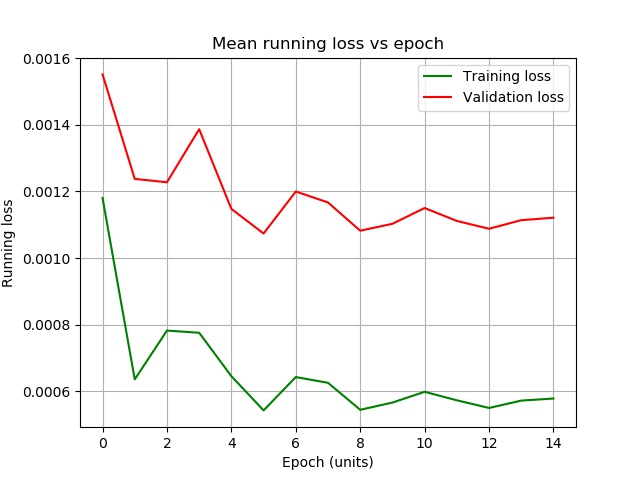 Mean running loss vs epoch
Training loss
Validation loss
Running loss
0.0016
0.0014
0.0012
0.0010
0.0008
0.0006
0 2 4 6 8 10 12 14
Epoch (units)